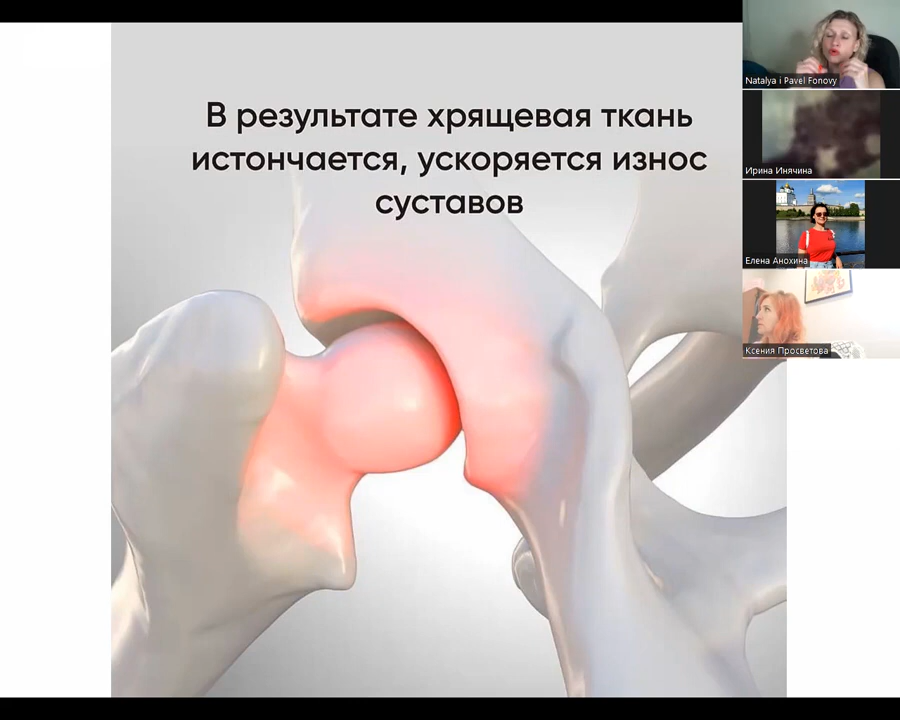 В результате хрящевая ткань
истончается, ускоряется износ
суставов
Natalya i Pavel Fonovy
Ирина Инячина
Елена Анохина
Ксения Просветова